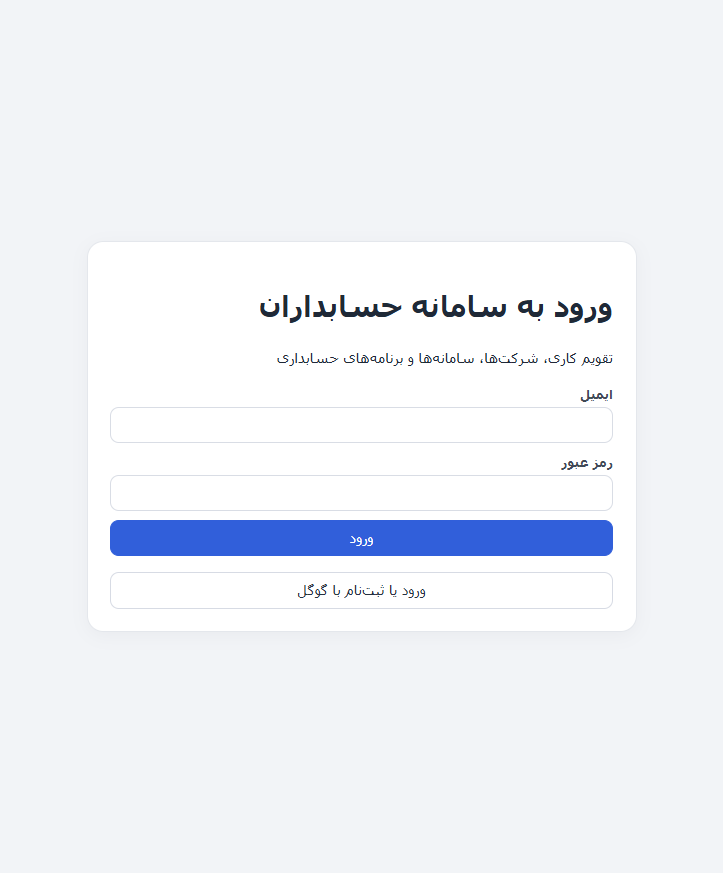 ورود به سامانه حسابداران
تقویم کاری، شرکت‌ها، سامانه‌ها و برنامه‌های حسابداری
ایمیل
رمز عبور
ورود
ورود یا ثبت‌نام با گوگل